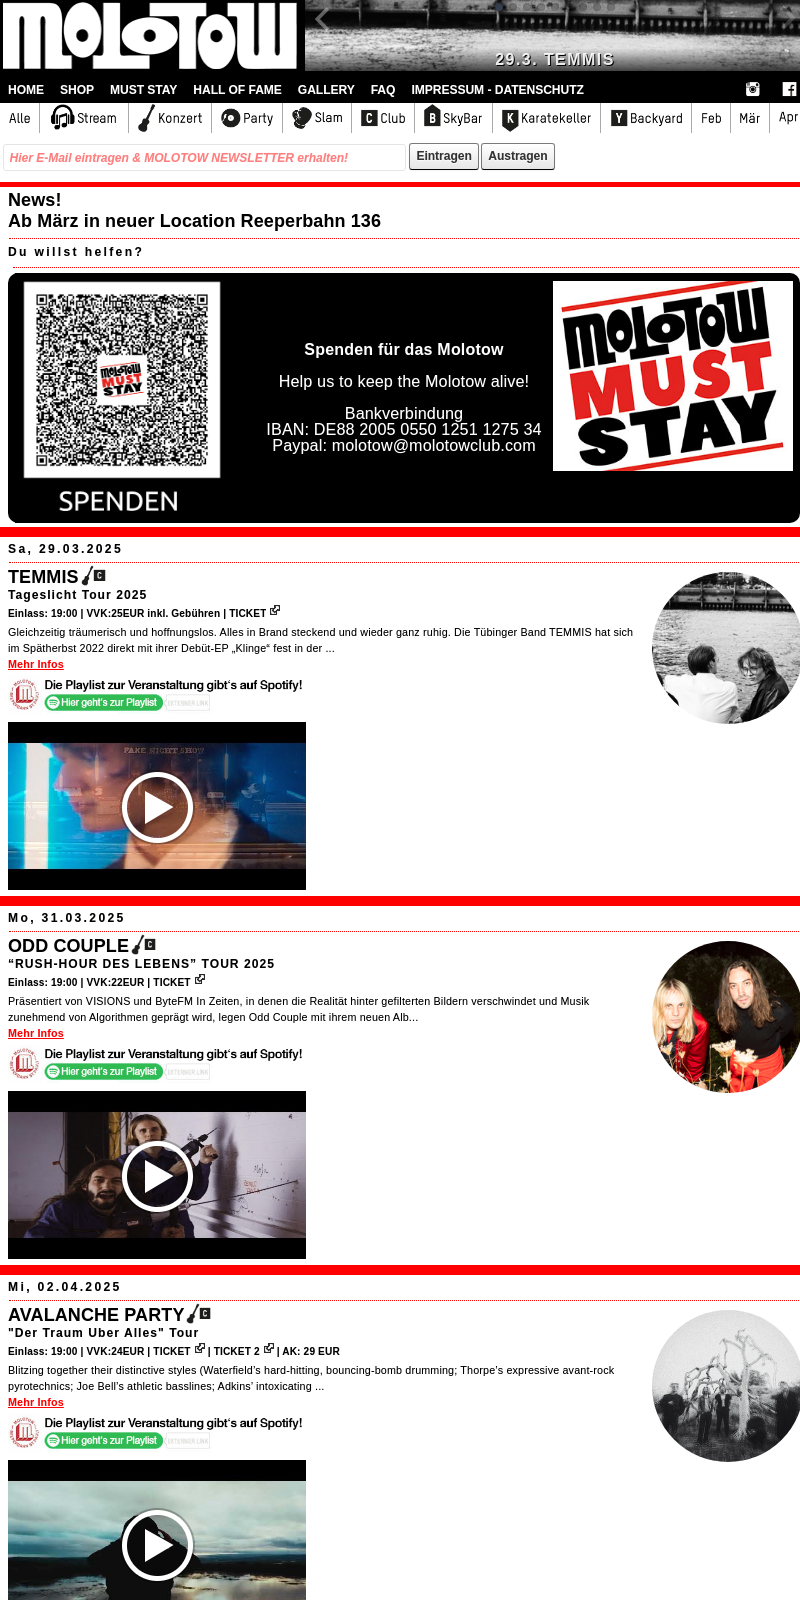 MOLOTOW
29.3. TEMMIS
HOME SHOP MUST STAY HALL OF FAME GALLERY FAQ IMPRESSUM - DATENSCHUTZ
Alle Stream Konzert Party Slam C Club B SkyBar K Karatekeller Y Backyard Feb Mär Apr
Hier E-Mail eintragen & MOLOTOW NEWSLETTER erhalten! Eintragen Austragen
News!
Ab März in neuer Location Reeperbahn 136
Du willst helfen?
MOLOTOW
MUST
STAY
SPENDEN
Spenden für das Molotow
Help us to keep the Molotow alive!
Bankverbindung
IBAN: DE88 2005 0550 1251 1275 34
Paypal: molotow@molotowclub.com
MOLOTOW
MUST
STAY
Sa, 29.03.2025
TEMMIS C
Tageslicht Tour 2025
Einlass: 19:00 | VVK:25EUR inkl. Gebühren | TICKET
Gleichzeitig träumerisch und hoffnungslos. Alles in Brand steckend und wieder ganz ruhig. Die Tübinger Band TEMMIS hat sich
im Spätherbst 2022 direkt mit ihrer Debüt-EP „Klinge“ fest in der ...
Mehr Infos
Die Playlist zur Veranstaltung gibt‘s auf Spotify!
Hier geht's zur Playlist EXTERNER LINK
FAKE NIGHT SHOW
Mo, 31.03.2025
ODD COUPLE C
“RUSH-HOUR DES LEBENS” TOUR 2025
Einlass: 19:00 | VVK:22EUR | TICKET
Präsentiert von VISIONS und ByteFM In Zeiten, in denen die Realität hinter gefilterten Bildern verschwindet und Musik
zunehmend von Algorithmen geprägt wird, legen Odd Couple mit ihrem neuen Alb...
Mehr Infos
Die Playlist zur Veranstaltung gibt‘s auf Spotify!
Hier geht's zur Playlist EXTERNER LINK
Mi, 02.04.2025
AVALANCHE PARTY C
"Der Traum Uber Alles" Tour
Einlass: 19:00 | VVK:24EUR | TICKET | TICKET 2 | AK: 29 EUR
Blitzing together their distinctive styles (Waterfield’s hard-hitting, bouncing-bomb drumming; Thorpe’s expressive avant-rock
pyrotechnics; Joe Bell’s athletic basslines; Adkins’ intoxicating ...
Mehr Infos
Die Playlist zur Veranstaltung gibt‘s auf Spotify!
Hier geht's zur Playlist EXTERNER LINK